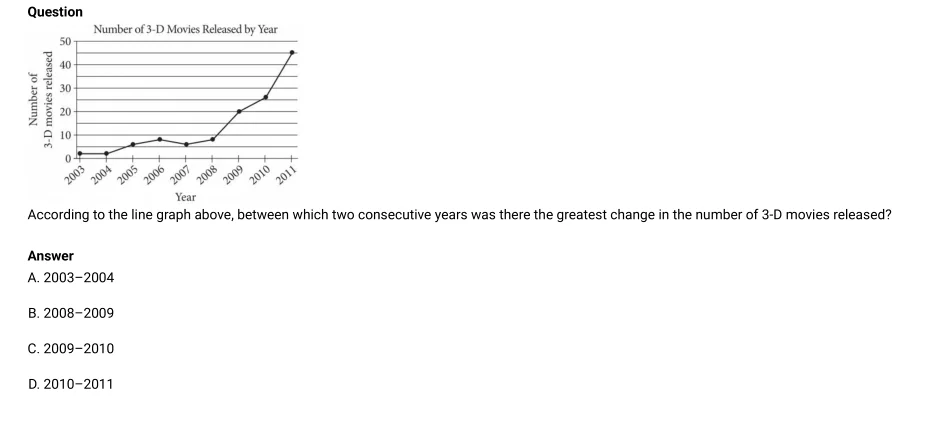 Question
Number of 3-D Movies Released by Year
50
40
30
20
10
0
Number of
3-D movies released
2003 2004 2005 2006 2007 2008 2009 2010 2011
Year
According to the line graph above, between which two consecutive years was there the greatest change in the number of 3-D movies released?
Answer
A. 2003−2004
B. 2008−2009
C. 2009−2010
D. 2010−2011